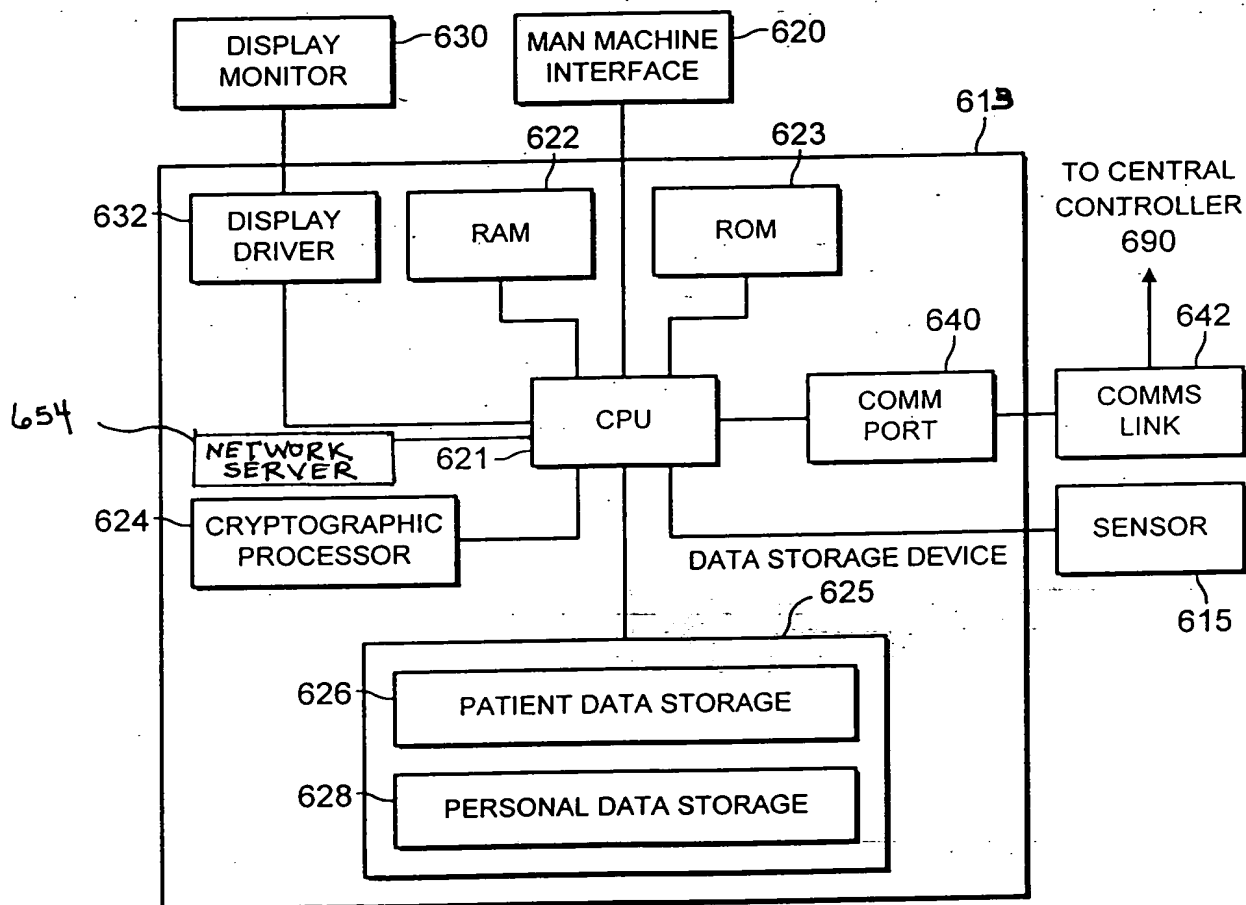 DISPLAY
MONITOR
630
MAN MACHINE
INTERFACE
620
613
622
623
TO CENTRAL
CONTROLLER
690
632
DISPLAY
DRIVER
RAM
ROM
640
642
CPU
COMM
PORT
COMMS
LINK
654
NETWORK
SERVER
621
624
CRYPTOGRAPHIC
PROCESSOR
SENSOR
DATA STORAGE DEVICE
625
615
626
PATIENT DATA STORAGE
628
PERSONAL DATA STORAGE